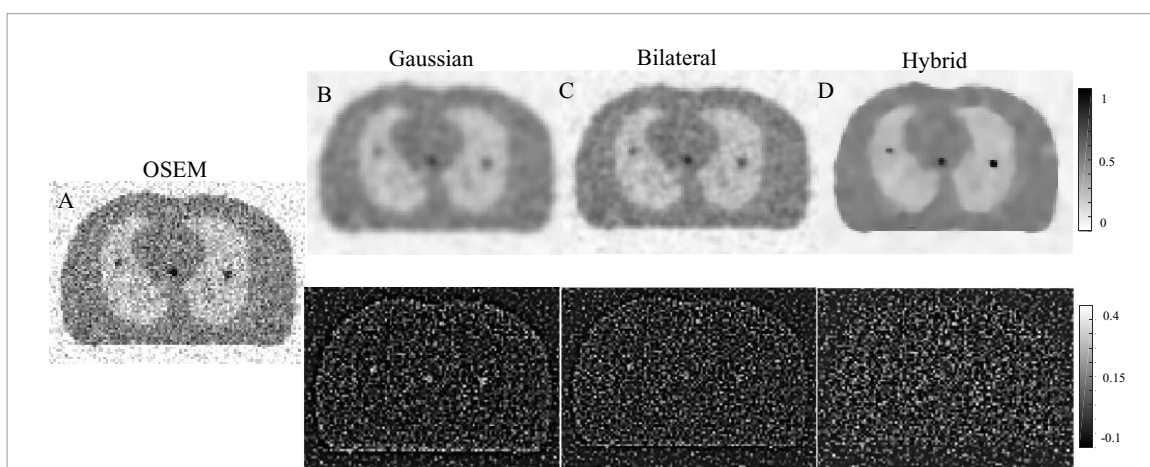 Gaussian
Bilateral
Hybrid
B
C
D
1
0.5
0
OSEM
A
0.4
0.15
-0.1